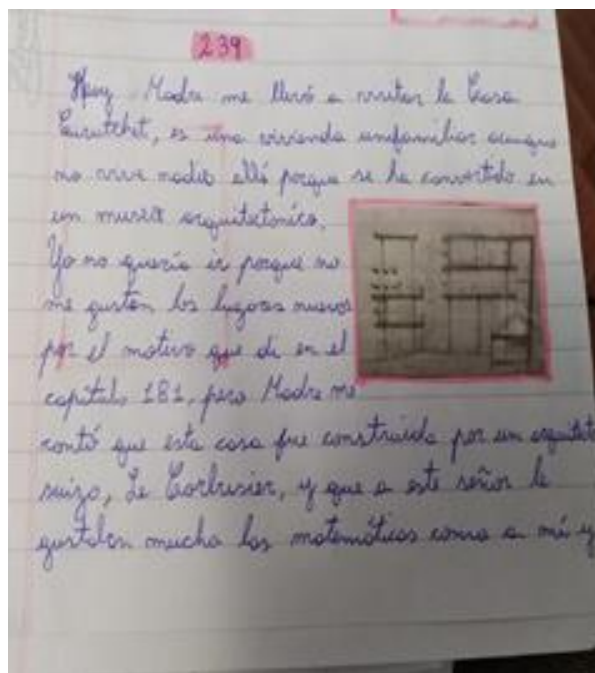 239
Hoy Madre me llevó a visitar la Casa
Curutchet, es una vivienda unifamiliar aunque
no vive nadie allí porque se ha convertido en
un museo arquitectónico.
Yo no quería ir porque no
me gustan los lugares nuevos
por el motivo que di en el
capítulo 181, pero Madre me
contó que esta casa fue construida por un arquitecto
suizo, Le Corbusier, y que a este señor le
gustaban mucho las matemáticas como a mí y